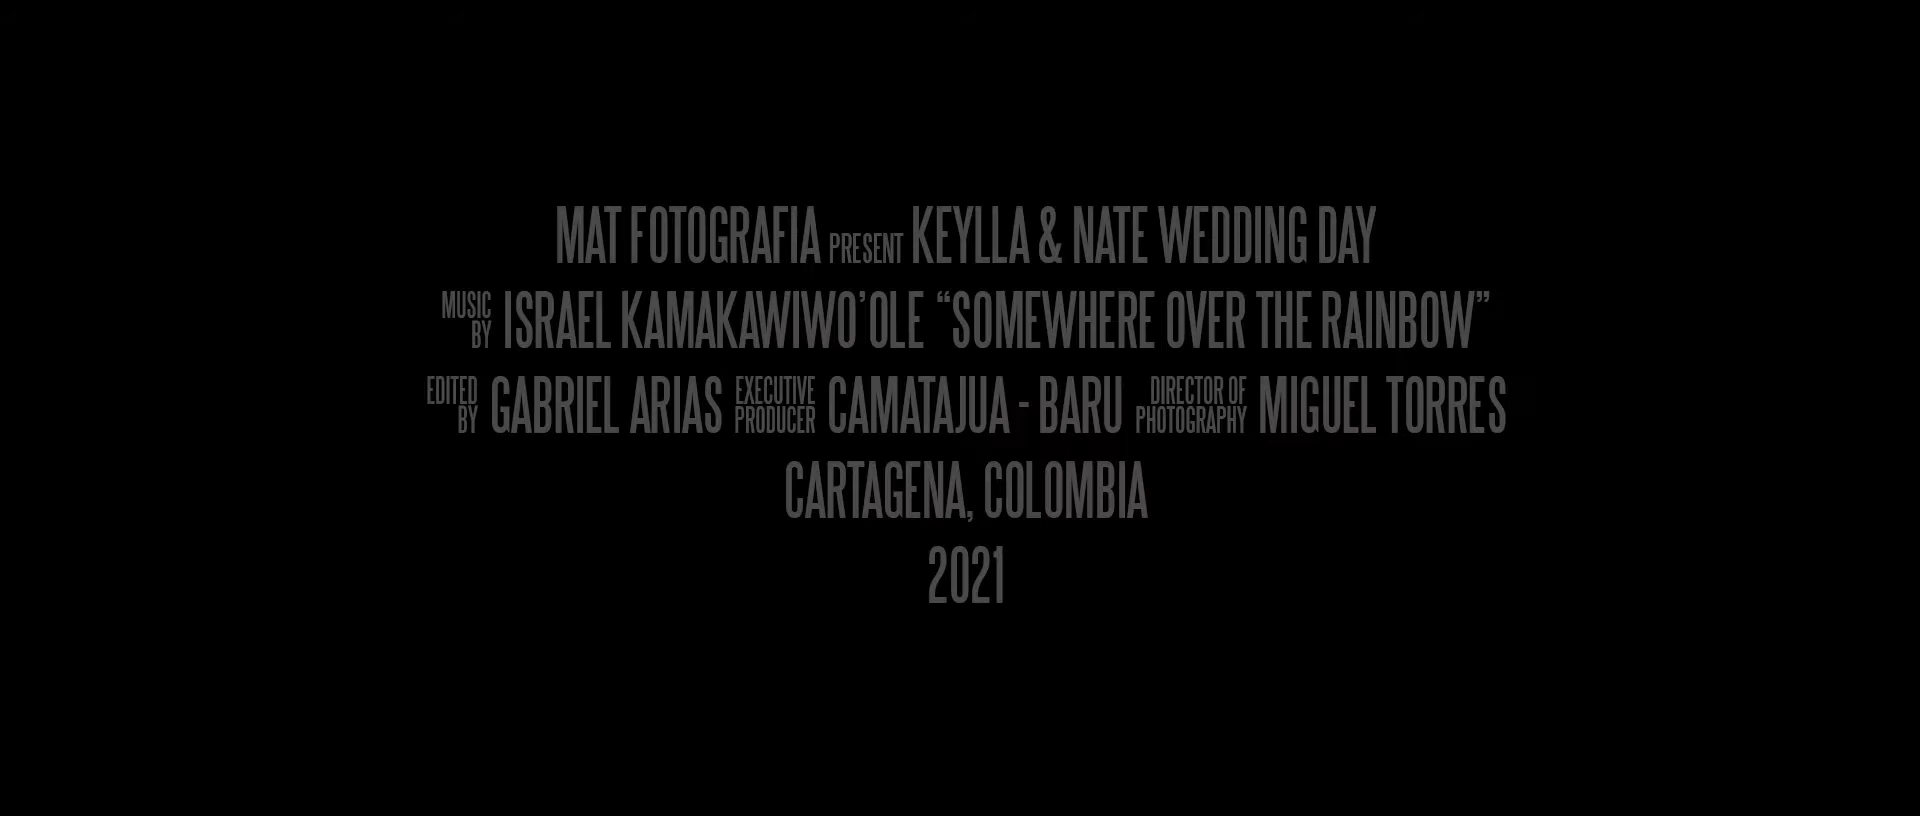 MAT FOTOGRAFIA PRESENT KEYLLA & NATE WEDDING DAY
MUSIC BY ISRAEL KAMAKAWIWO’OLE “SOMEWHERE OVER THE RAINBOW”
EDITED BY GABRIEL ARIAS EXECUTIVE PRODUCER CAMATAJUA - BARU DIRECTOR OF PHOTOGRAPHY MIGUEL TORRES
CARTAGENA, COLOMBIA
2021